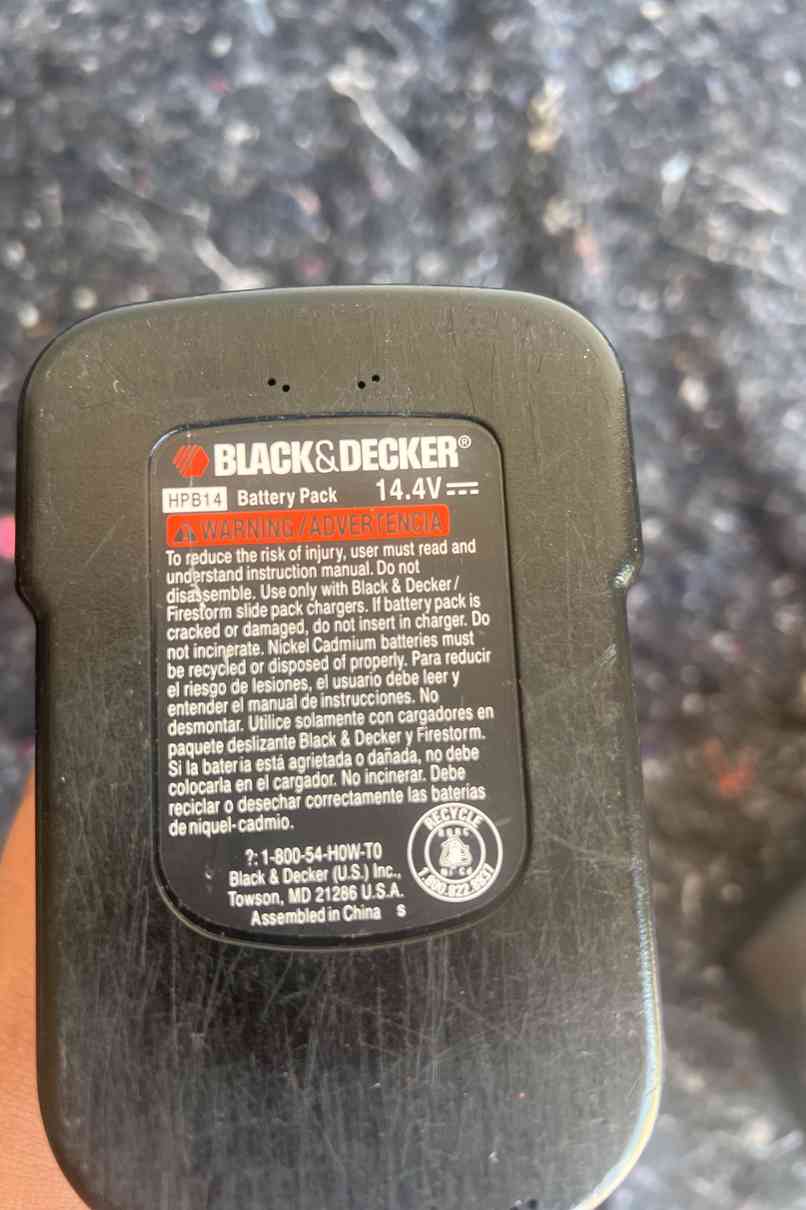 BLACK&DECKER®
HPB14 Battery Pack 14.4V
WARNING/ADVERTENCIA
To reduce the risk of injury, user must read and
understand instruction manual. Do not
disassemble. Use only with Black & Decker /
Firestorm slide pack chargers. If battery pack is
cracked or damaged, do not insert in charger. Do
not incinerate. Nickel Cadmium batteries must
be recycled or disposed of properly. Para reducir
el riesgo de lesiones, el usuario debe leer y
entender el manual de instrucciones. No
desmontar. Utilice solamente con cargadores en
paquete deslizante Black & Decker y Firestorm.
Si la bateria está agrietada o dañada, no debe
colocarla en el cargador. No incinerar. Debe
reciclar o desechar correctamente las baterias
de niquel-cadmio.
?: 1-800-54-HOW-TO
Black & Decker (U.S.) Inc.,
Towson, MD 21286 U.S.A.
Assembled in China S
RECYCLE
RBRC
Ni Cd
1.800.822.8837